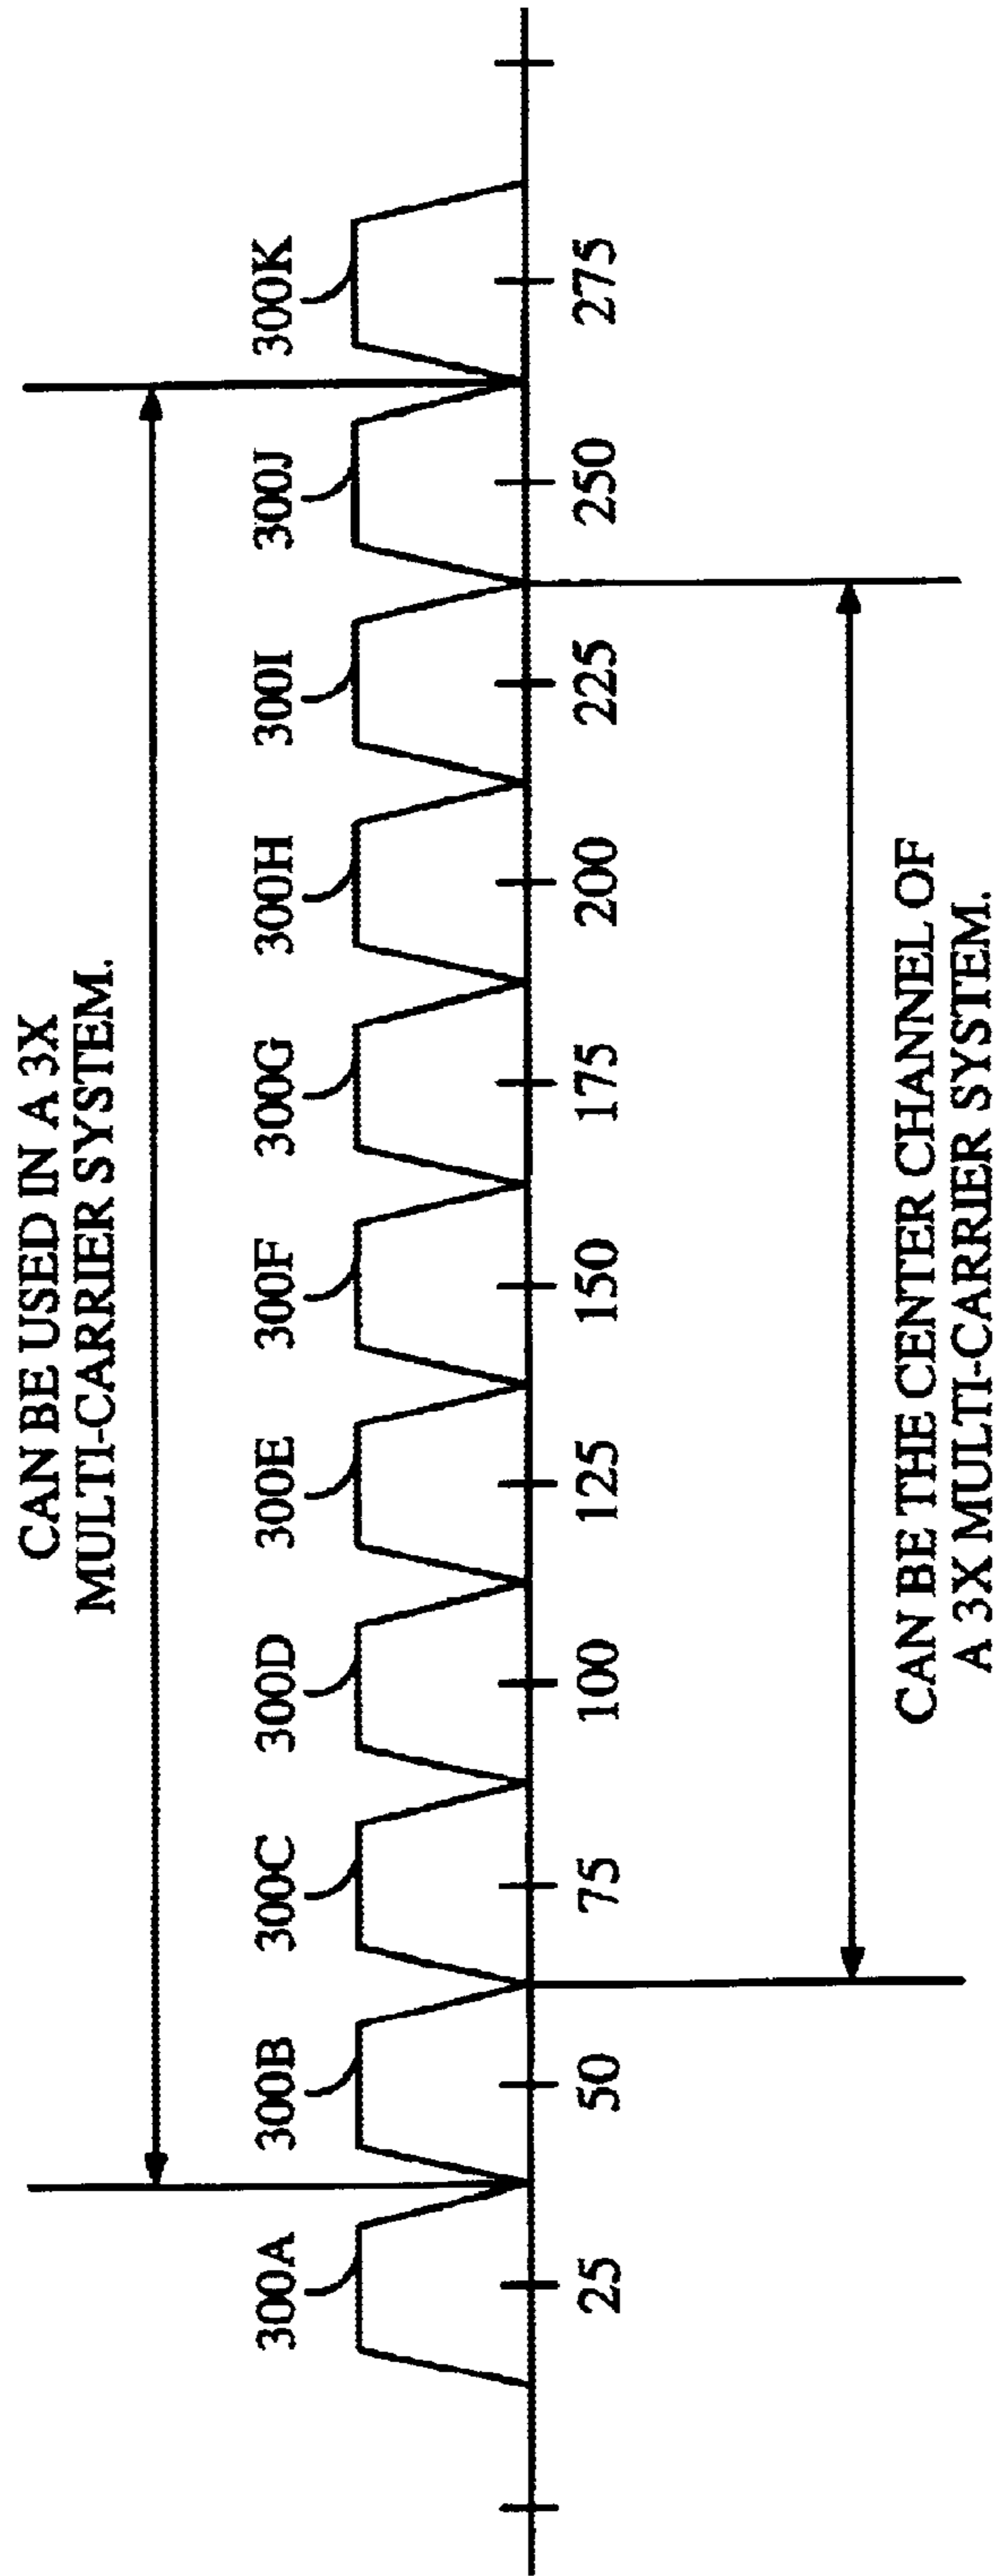 CAN BE USED IN A 3X
MULTI-CARRIER SYSTEM.
300A 300B 300C 300D 300E 300F 300G 300H 300I 300J 300K
25 50 75 100 125 150 175 200 225 250 275
CAN BE THE CENTER CHANNEL OF
A 3X MULTI-CARRIER SYSTEM.